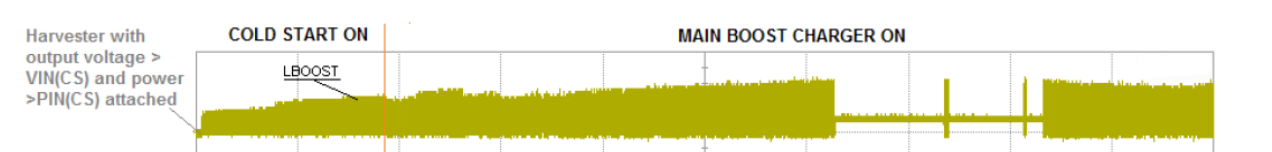 Harvester with
output voltage >
VIN(CS) and power
>PIN(CS) attached
COLD START ON
MAIN BOOST CHARGER ON
LBOOST